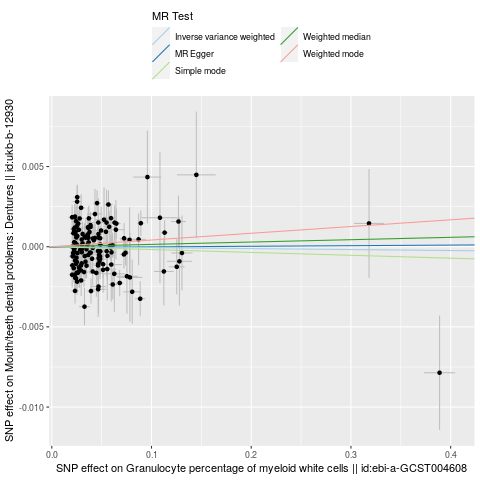 MR Test
Inverse variance weighted
Weighted median
MR Egger
Weighted mode
Simple mode
SNP effect on Mouth/teeth dental problems: Dentures || id:ukb-b-12930
0.005
0.000
-0.005
-0.010
0.0
0.1
0.2
0.3
0.4
SNP effect on Granulocyte percentage of myeloid white cells || id:ebi-a-GCST004608